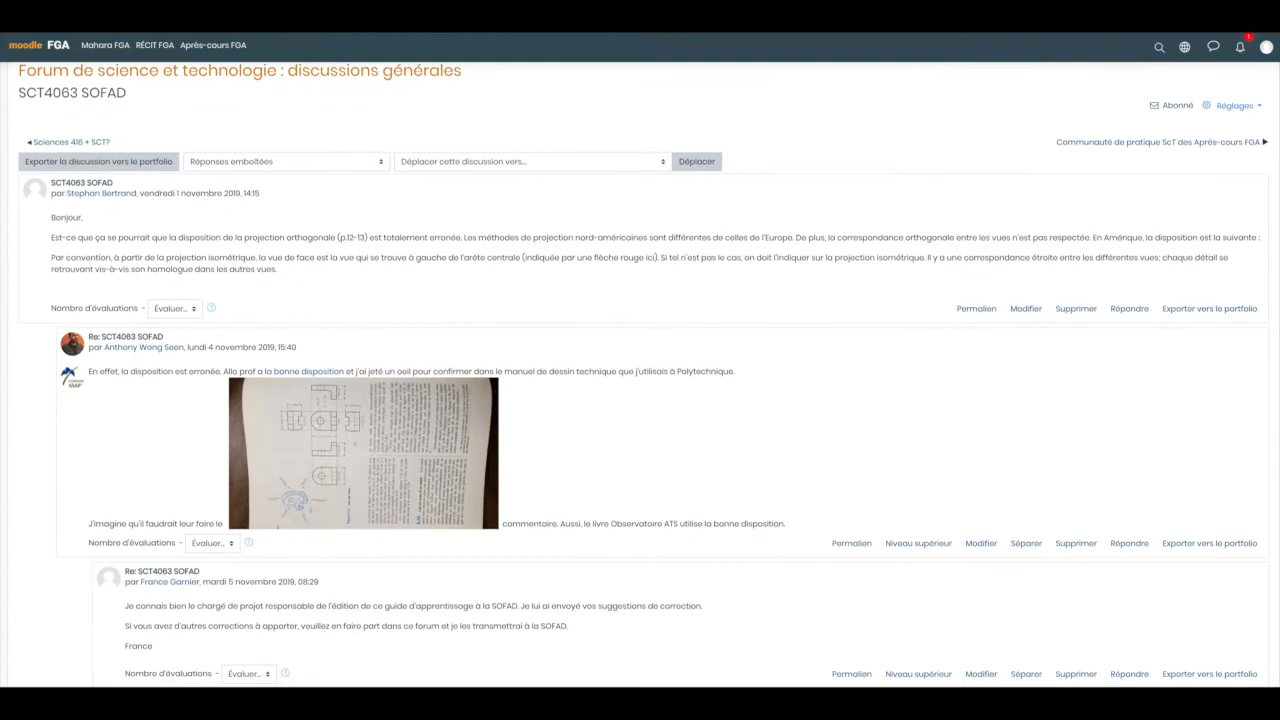 moodle FGA Mahara FGA RÉCIT FGA Après-cours FGA
1
Forum de science et technologie : discussions générales
SCT4063 SOFAD
Abonné Réglages
◄ Sciences 416 + SCT?
Communauté de pratique ScT des Après-cours FGA ►
Exporter la discussion vers le portfolio Réponses emboîtées Déplacer cette discussion vers... Déplacer
SCT4063 SOFAD
par Stephan Bertrand, vendredi 1 novembre 2019, 14:15
Bonjour,
Est-ce que ça se pourrait que la disposition de la projection orthogonale (p.12-13) est totalement erronée. Les méthodes de projection nord-américaines sont différentes de celles de l'Europe. De plus, la correspondance orthogonale entre les vues n'est pas respectée. En Amérique, la disposition est la suivante :
Par convention, à partir de la projection isométrique, la vue de face est la vue qui se trouve à gauche de l'arête centrale (indiquée par une flèche rouge ici). Si tel n'est pas le cas, on doit l'indiquer sur la projection isométrique. Il y a une correspondance étroite entre les différentes vues; chaque détail se
retrouvant vis-à-vis son homologue dans les autres vues.
Nombre d'évaluations - Évaluer... Permalien Modifier Supprimer Répondre Exporter vers le portfolio
Re: SCT4063 SOFAD
par Anthony Wong Seen, lundi 4 novembre 2019, 15:40
En effet, la disposition est erronée. Allo prof a la bonne disposition et j'ai jeté un oeil pour confirmer dans le manuel de dessin technique que j'utilisais à Polytechnique.
J'imagine qu'il faudrait leur faire le commentaire. Aussi, le livre Observatoire ATS utilise la bonne disposition.
Nombre d'évaluations - Évaluer... Permalien Niveau supérieur Modifier Séparer Supprimer Répondre Exporter vers le portfolio
Re: SCT4063 SOFAD
par France Garnier, mardi 5 novembre 2019, 08:29
Je connais bien le chargé de projet responsable de l'édition de ce guide d'apprentissage à la SOFAD. Je lui ai envoyé vos suggestions de correction.
Si vous avez d'autres corrections à apporter, veuillez en faire part dans ce forum et je les transmettrai à la SOFAD.
France
Nombre d'évaluations - Évaluer... Permalien Niveau supérieur Modifier Séparer Supprimer Répondre Exporter vers le portfolio